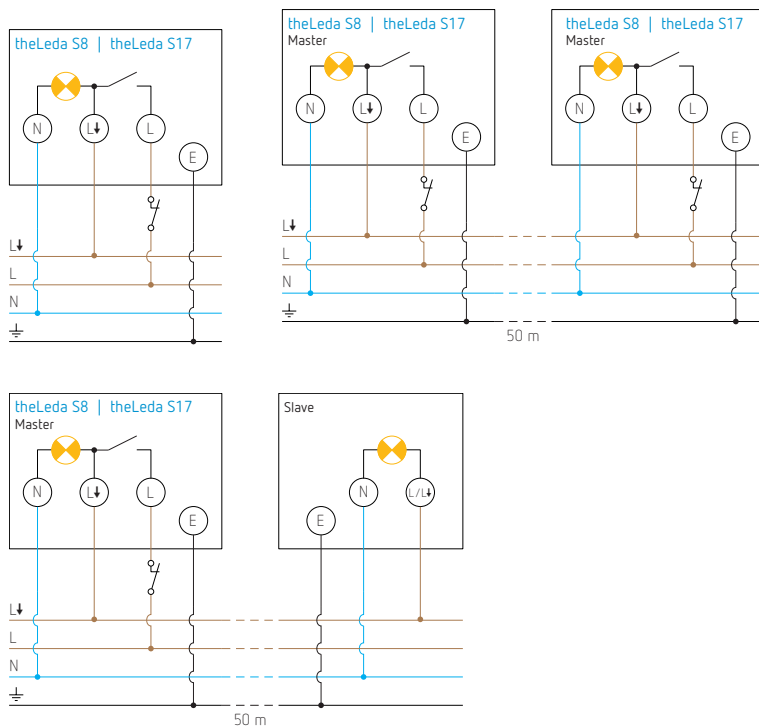 theLeda S8 | theLeda S17
N
L↓
L
E
L↓
L
N
theLeda S8 | theLeda S17
Master
N
L↓
L
E
theLeda S8 | theLeda S17
Master
N
L↓
L
E
L↓
L
N
50 m
theLeda S8 | theLeda S17
Master
N
L↓
L
E
Slave
N
L/L↓
E
L↓
L
N
50 m